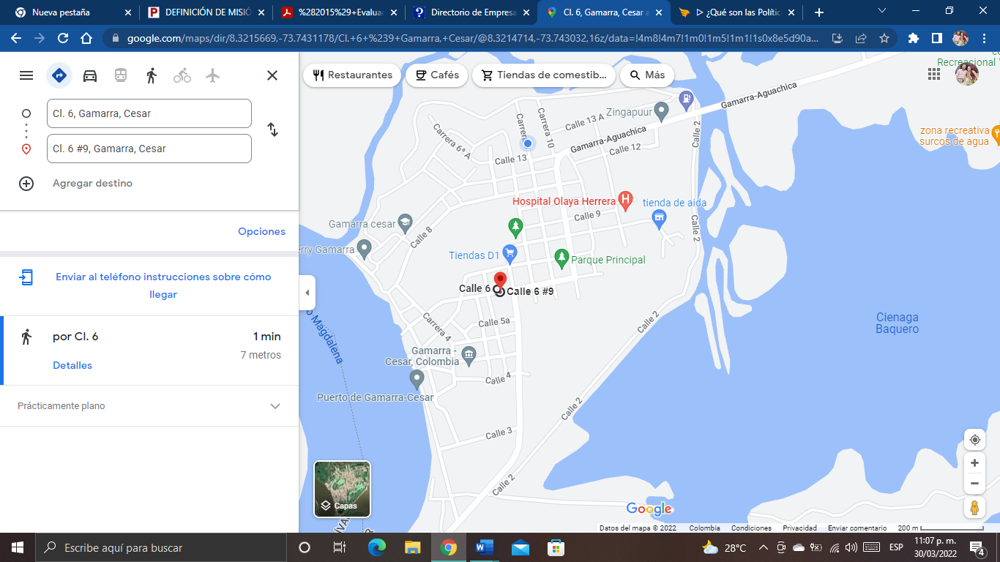 Nueva pestaña
DEFINICIÓN DE MISIÓ
%282015%29+Evalua
Directorio de Empresa
Cl. 6, Gamarra, Cesar a
▷ ¿Qué son las Polític
google.com/maps/dir/8.3215669,-73.7431178/Cl.+6+%239+Gamarra,+Cesar/@8.3214714,-73.743032,16z/data=!4m8!4m7!1m0!1m5!1m1!1s0x8e5d90a...
Cl. 6, Gamarra, Cesar
Cl. 6 #9, Gamarra, Cesar
Agregar destino
Opciones
Enviar al teléfono instrucciones sobre cómo
llegar
por Cl. 6
1 min
7 metros
Detalles
Prácticamente plano
Restaurantes
Cafés
Tiendas de comestib...
Más
Recreacional
Gamarra-Aguachica
Zingapuur
Calle 13 A
Carrera
Carrera 10
Calle 2
zona recreativa
surcos de agua
Carrera 6ª A
Gamarra-Aguachica
Calle 12
Calle 13
Hospital Olaya Herrera
tienda de aida
Calle 9
Gamarra cesar
Calle 8
Calle 2
erry Gamarra
Tiendas D1
Parque Principal
Calle 6
Calle 6 #9
Carrera 4
Calle 5a
Calle 2
Cienaga
Baquero
o Magdalena
Gamarra -
Cesar, Colombia
Calle 4
Puerto de Gamarra-Cesar
Calle 2
Calle 3
Calle 2
Capas
Google
Datos del mapa © 2022
Colombia
Condiciones
Privacidad
Enviar comentario
200 m
Escribe aquí para buscar
28°C
ESP
11:07 p. m.
30/03/2022
4